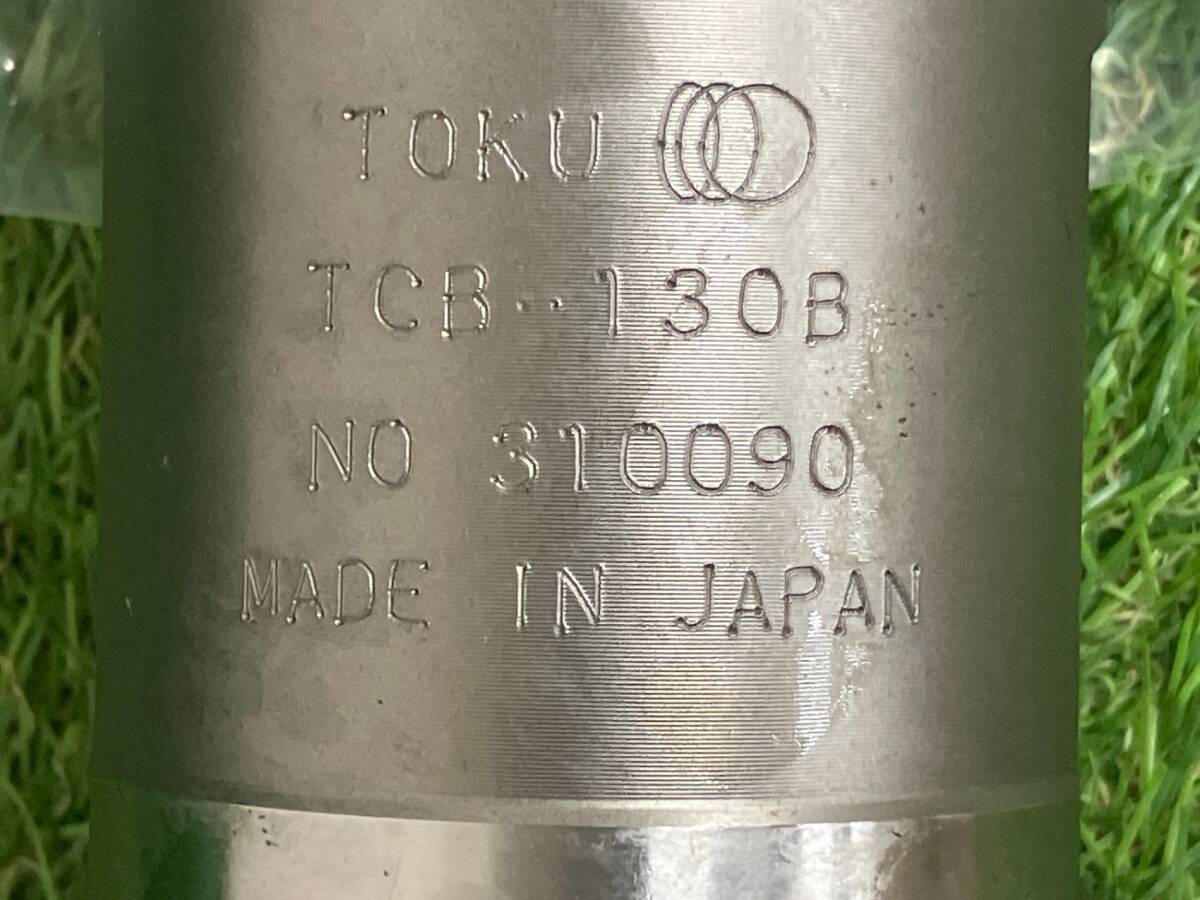 TOKU
TCB-130B
NO 310090
MADE IN JAPAN